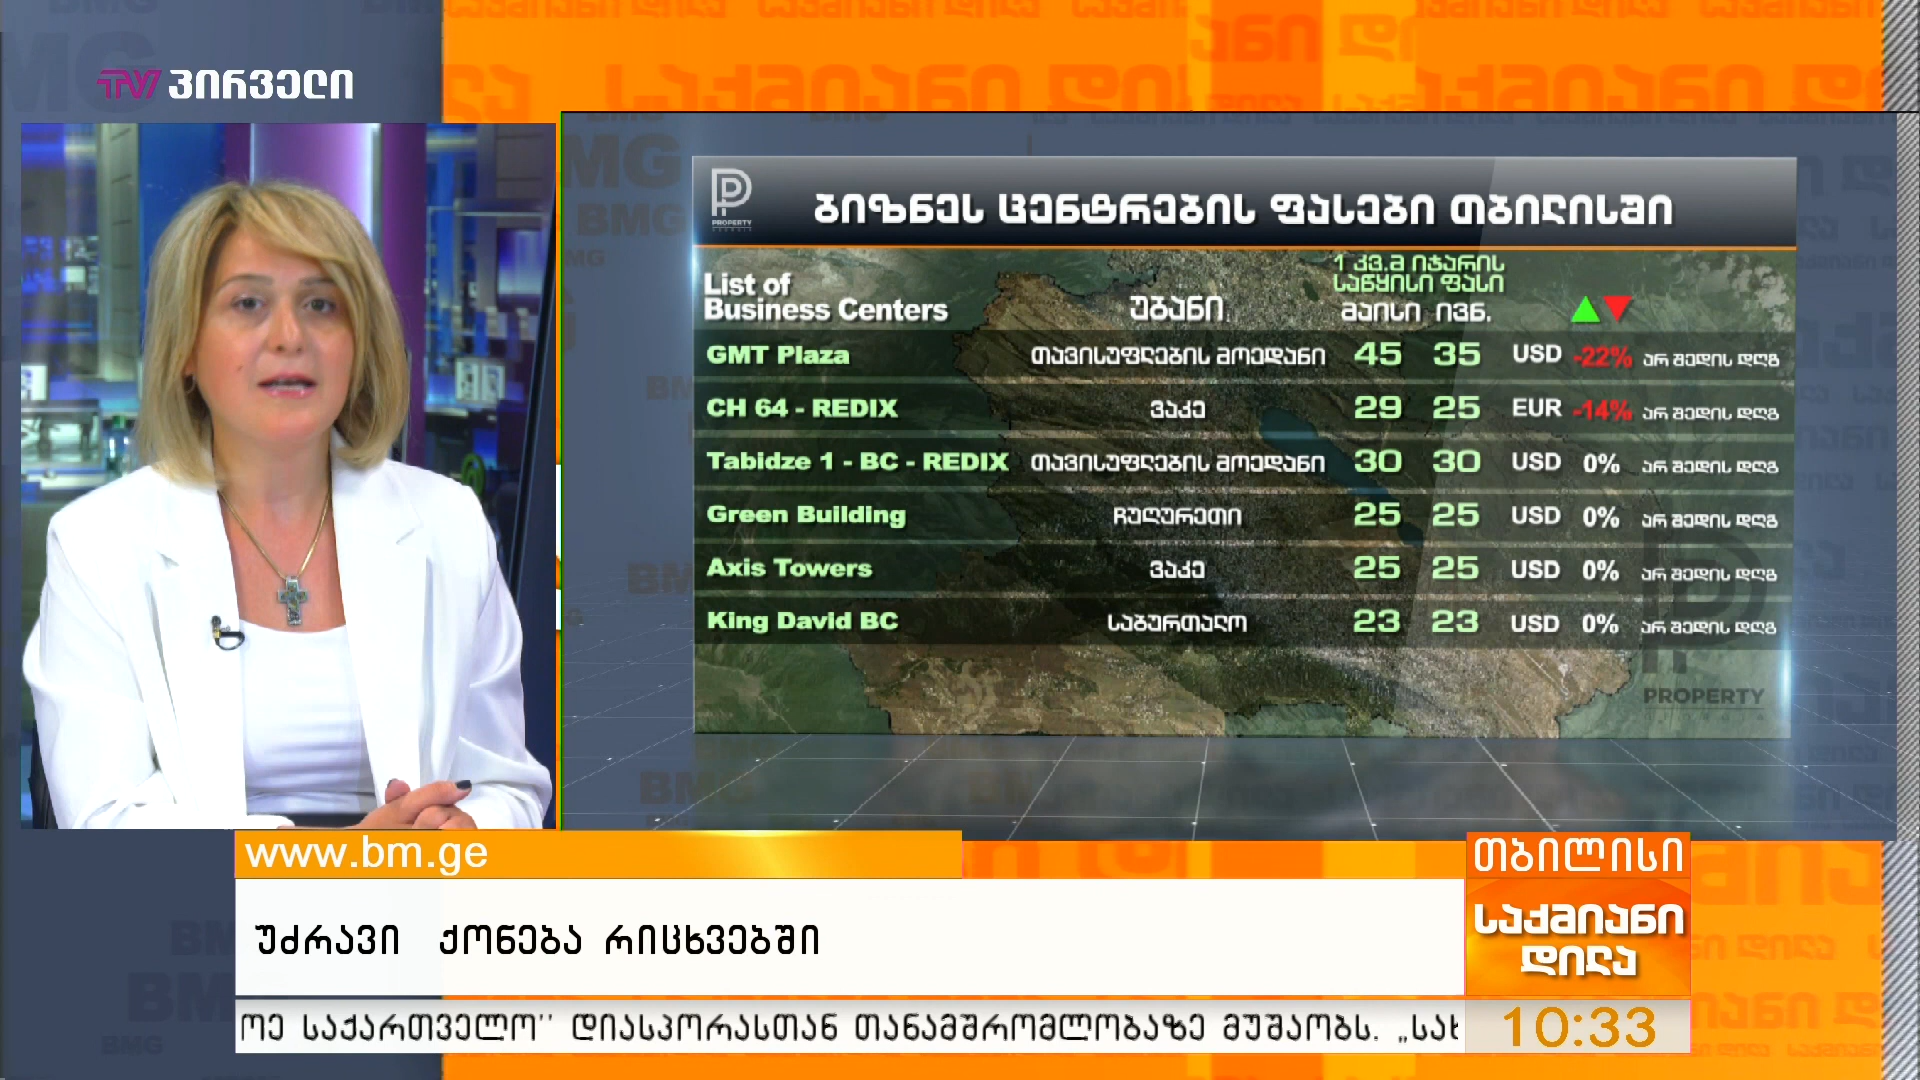 TV პირველი
P PROPERTY GEORGIA
ბიზნეს ცენტრების ფასები თბილისში
List of Business Centers
უბანი
1 კვ.მ იჯარის საწყისი ფასი
მაისი ივნ.
GMT Plaza თავისუფლების მოედანი 45 35 USD -22% არ შედის დღგ
CH 64 - REDIX ვაკე 29 25 EUR -14% არ შედის დღგ
Tabidze 1 - BC - REDIX თავისუფლების მოედანი 30 30 USD 0% არ შედის დღგ
Green Building ჩუღურეთი 25 25 USD 0% არ შედის დღგ
Axis Towers ვაკე 25 25 USD 0% არ შედის დღგ
King David BC საბურთალო 23 23 USD 0% არ შედის დღგ
PROPERTY
GEORGIA
www.bm.ge
თბილისი
უძრავი ქონება რიცხვებში
საქმიანი
დილა
ოე საქართველო'' დიასპორასთან თანამშრომლობაზე მუშაობს. „სახ
10:33